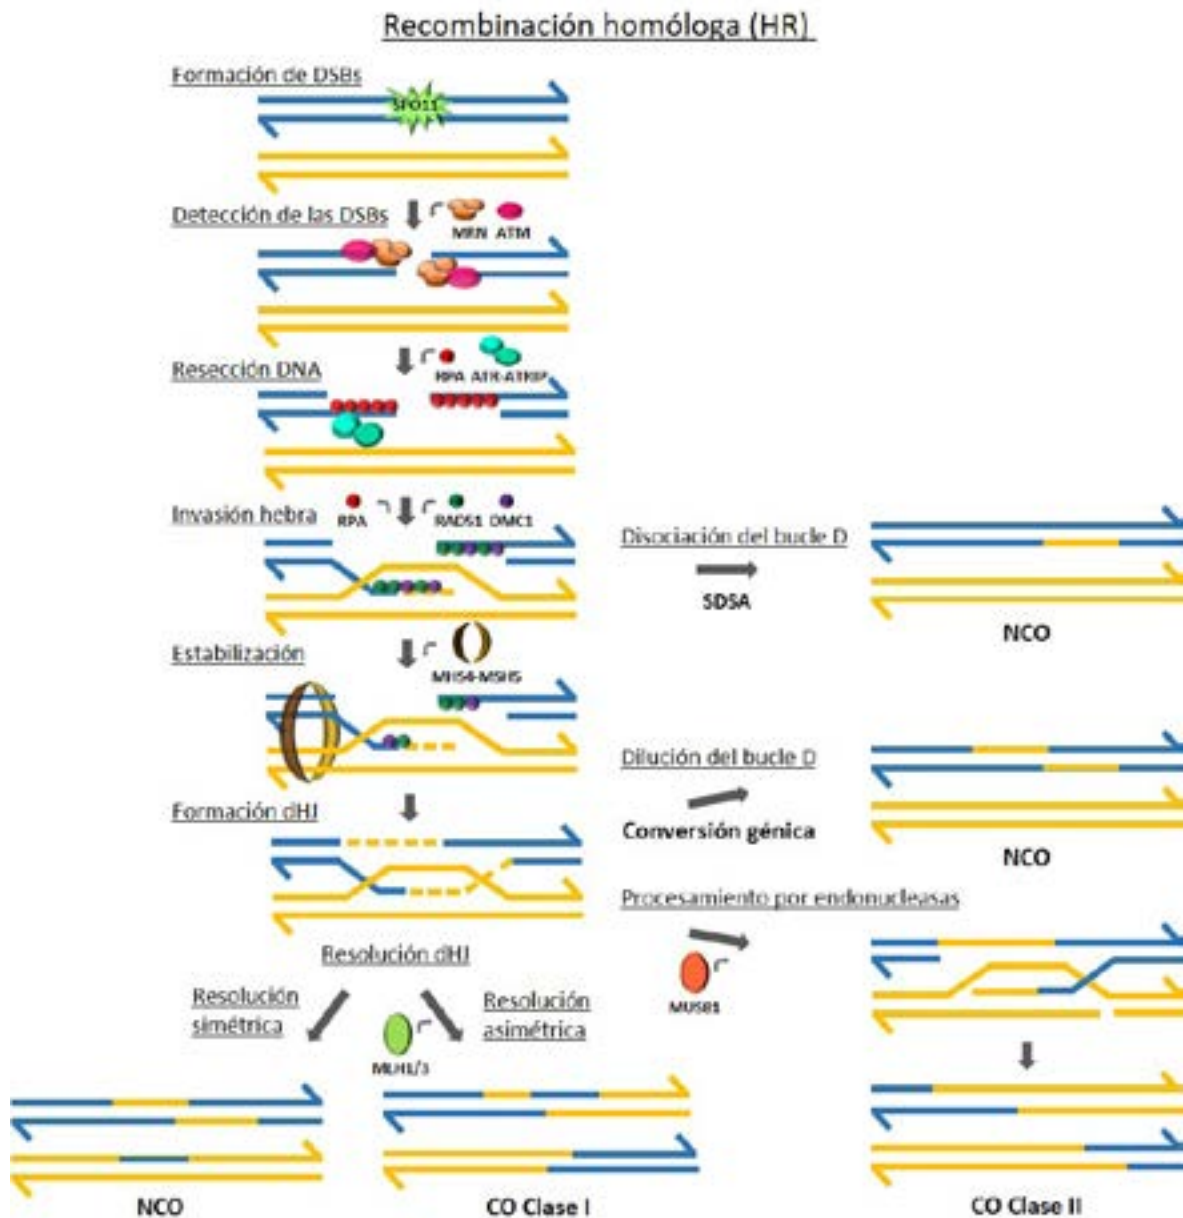 Recombinación homóloga (HR)
Formación de DSBs
SPO11
Detección de las DSBs
MRN ATM
Resección DNA
RPA ATR-ATRIP
Invasión hebra
RPA
RAD51 DMC1
Disociación del bucle D
SDSA
NCO
Estabilización
MHS4-MSH5
Dilución del bucle D
Conversión génica
NCO
Formación dHJ
Procesamiento por endonucleasas
MUS81
Resolución dHJ
Resolución
simétrica
Resolución
asimétrica
MLH1/3
NCO
CO Clase I
CO Clase II